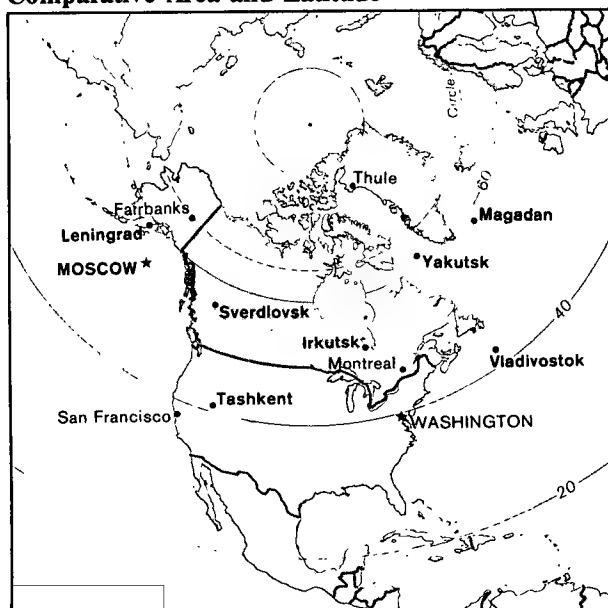 Comparative Area and Latitude
Circle
Thule
60
Fairbanks
Magadan
Leningrad
MOSCOW
Yakutsk
Sverdlovsk
40
Irkutsk
Montreal
Vladivostok
Tashkent
San Francisco
WASHINGTON
20